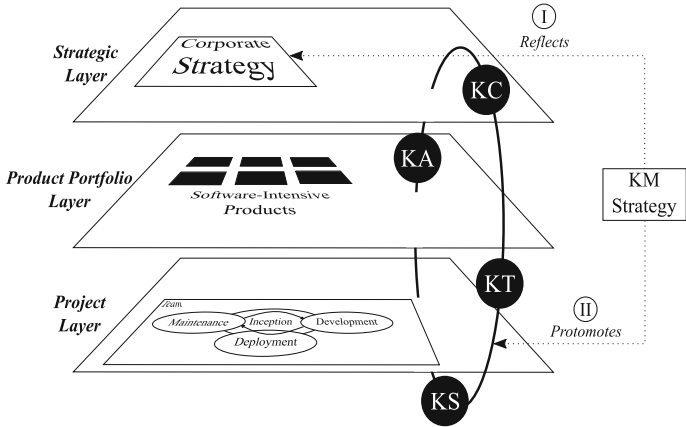 I
Reflects
Strategic
Layer
Corporate
Strategy
KC
KA
Product Portfolio
Layer
Software-Intensive
Products
KM
Strategy
Project
Layer
Team
Maintenance
Inception
Development
Deployment
KT
II
Protomotes
KS